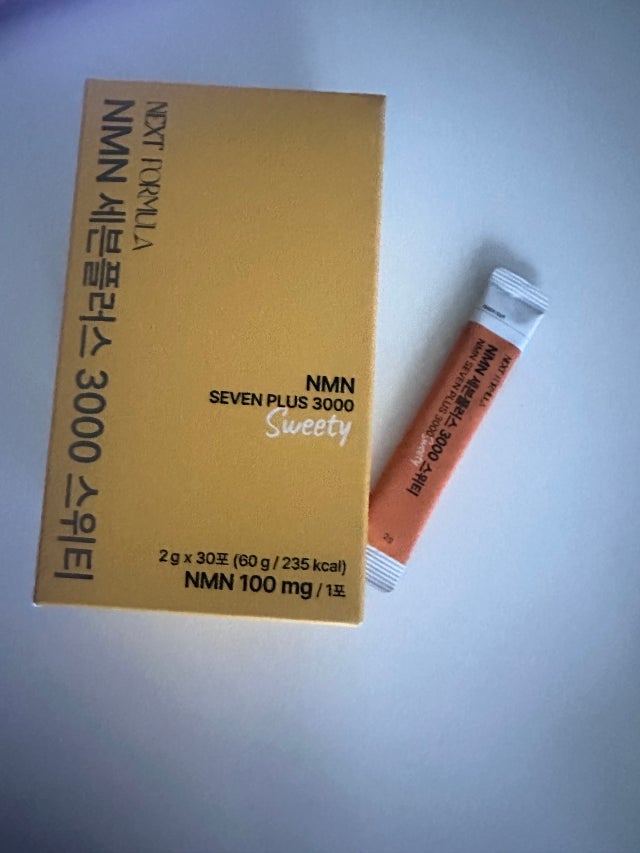 NEXT FORMULA
NMN 세븐플러스 3000 스위티
NMN
SEVEN PLUS 3000
Sweety
2 g x 30포 (60 g / 235 kcal)
NMN 100 mg / 1포
NEXT FORMULA
NMN 세븐플러스 3000 스위티
NMN SEVEN PLUS 3000 Sweety
2g